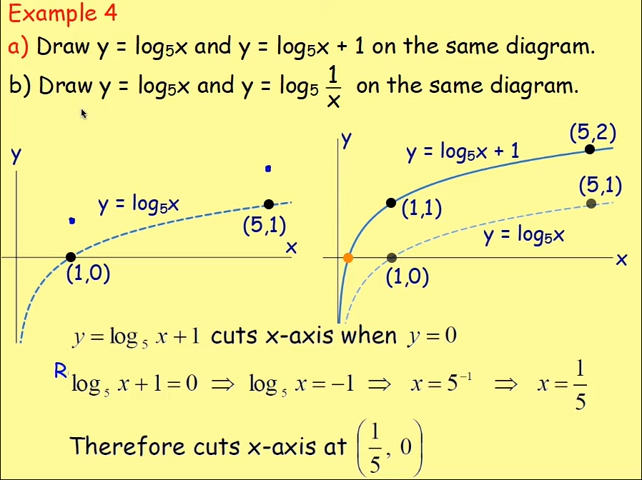 Example 4
a) Draw y = log₅x and y = log₅x + 1 on the same diagram.
b) Draw y = log₅x and y = log₅ 1/x on the same diagram.
y
y = log₅x
(5,1)
x
(1,0)
y
y = log₅x + 1
(5,2)
(1,1)
(5,1)
y = log₅x
x
(1,0)
y = log₅ x + 1 cuts x-axis when y = 0
R
log₅ x + 1 = 0 ⇒ log₅ x = −1 ⇒ x = 5⁻¹ ⇒ x = 1/5
Therefore cuts x-axis at (1/5, 0)